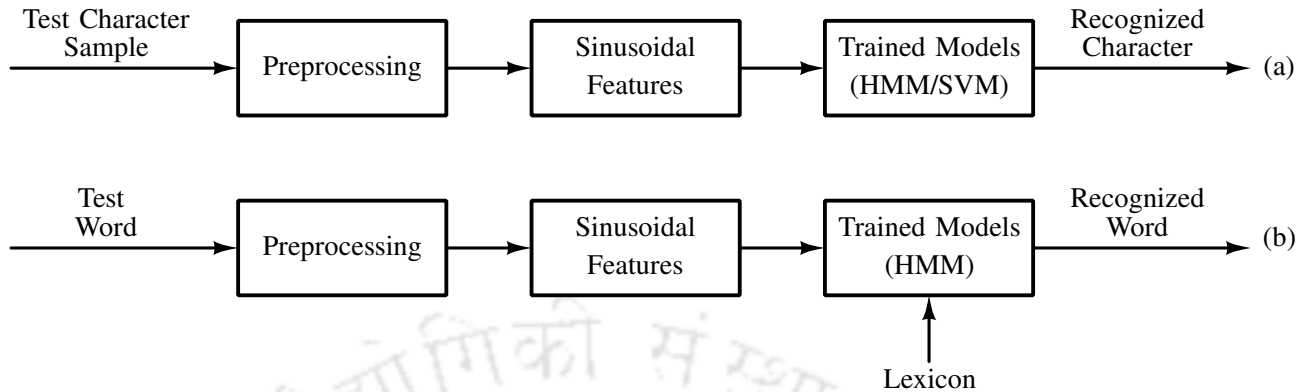 Test Character
Sample
Preprocessing
Sinusoidal
Features
Trained Models
(HMM/SVM)
Recognized
Character
(a)
Test
Word
Preprocessing
Sinusoidal
Features
Trained Models
(HMM)
Recognized
Word
(b)
Lexicon